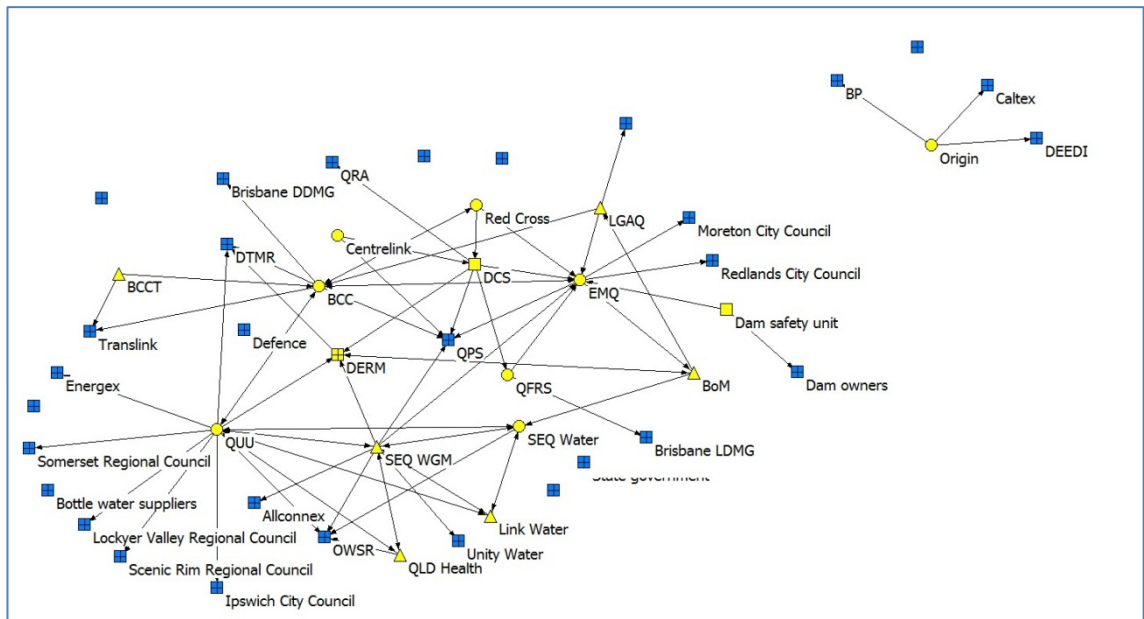 BP
Caltex
Origin
DEEDI
QRA
Brisbane DDMG
Red Cross
LGAQ
Moreton City Council
Centrelink
DTMR
DCS
Redlands City Council
BCCT
BCC
EMQ
Dam safety unit
Translink
Defence
QPS
DERM
QFRS
BoM
Dam owners
Energex
QUU
SEQ Water
Brisbane LDMG
Somerset Regional Council
SEQ WGM
State government
Bottle water suppliers
Allconnex
Link Water
Lockyer Valley Regional Council
OWSR
Unity Water
Scenic Rim Regional Council
QLD Health
Ipswich City Council